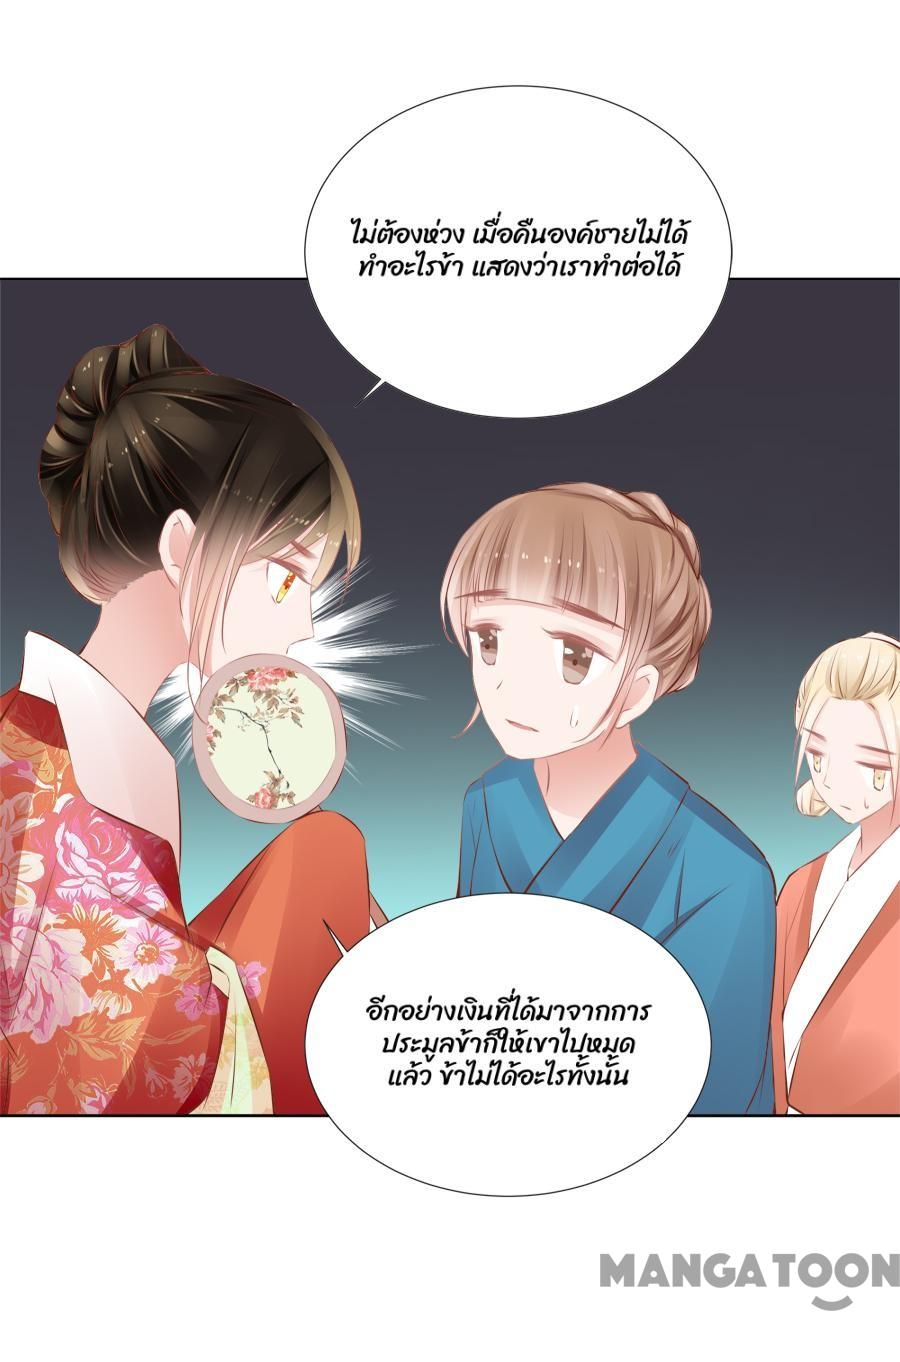 ไม่ต้องห่วง เมื่อคืนองค์ชายไม่ได้
ทำอะไรข้า แสดงว่าเราทำต่อได้
อีกอย่างเงินที่ได้มาจากการ
ประมูลข้าก็ให้เขาไปหมด
แล้ว ข้าไม่ได้อะไรทั้งนั้น
MANGATOON